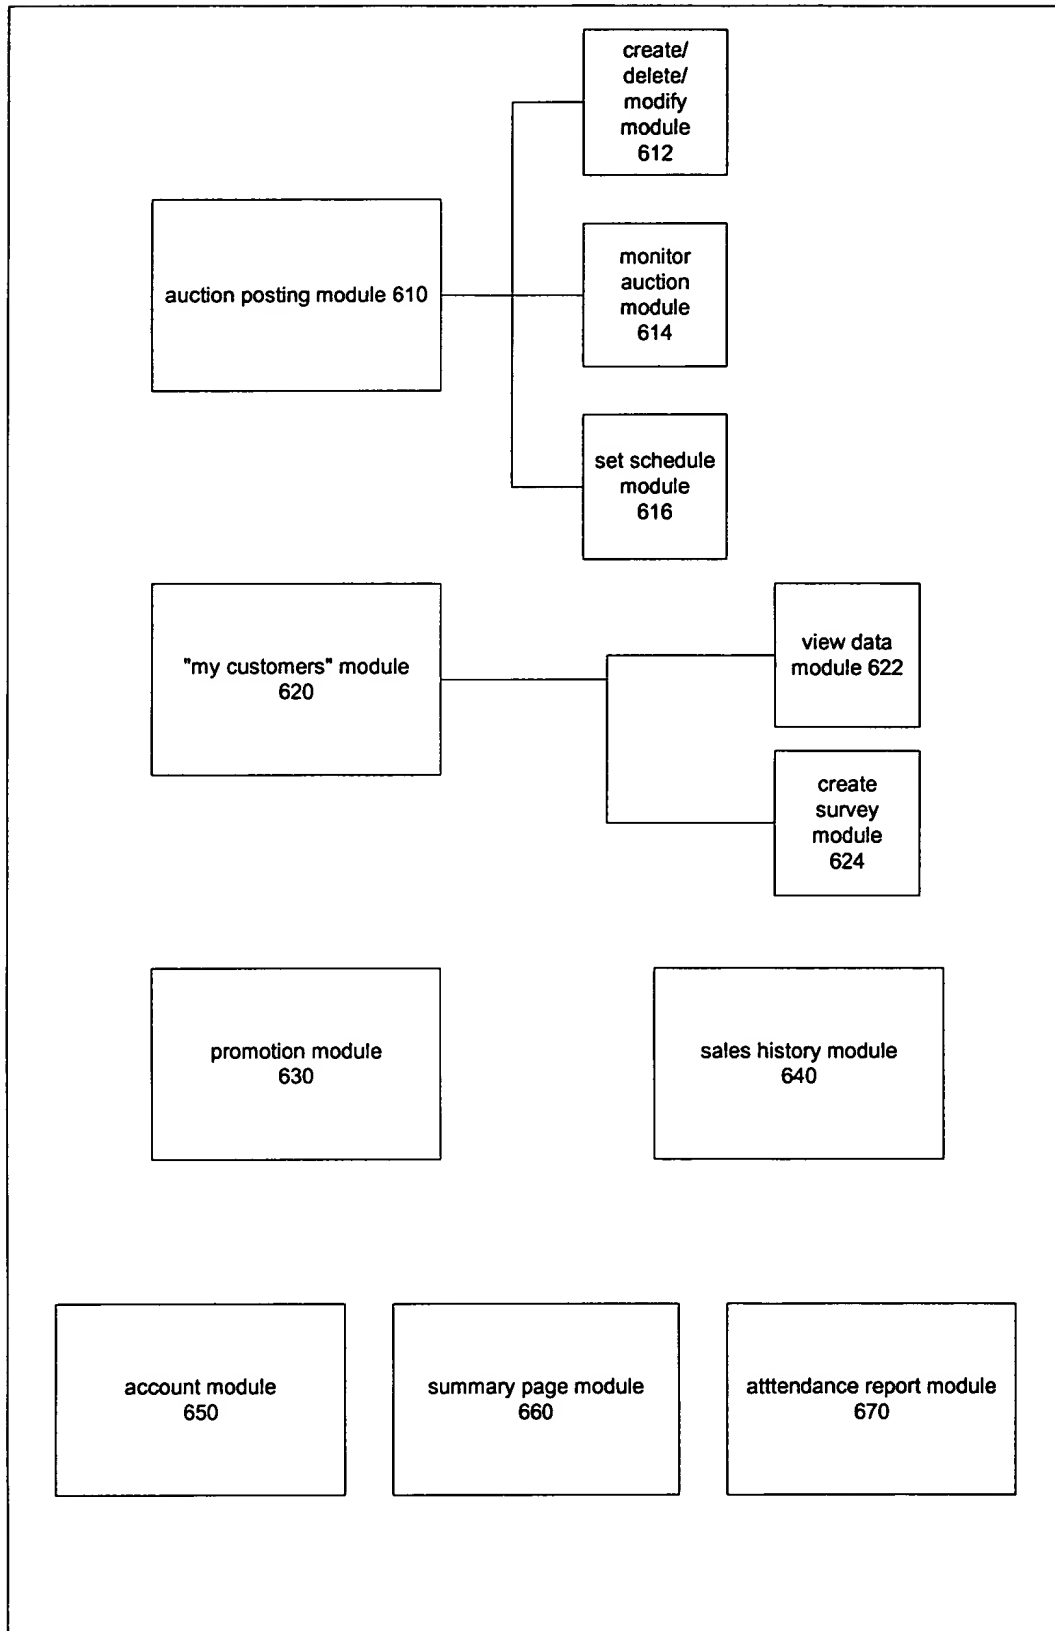 create/
delete/
modify
module
612
auction posting module 610
monitor
auction
module
614
set schedule
module
616
"my customers" module
620
view data
module 622
create
survey
module
624
promotion module
630
sales history module
640
account module
650
summary page module
660
atttendance report module
670